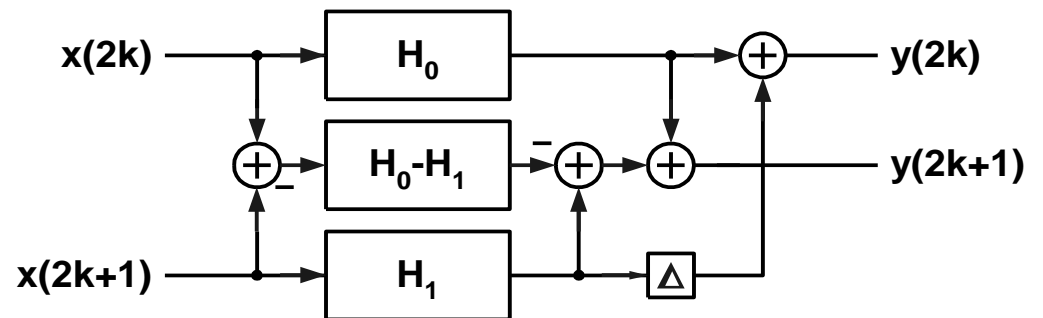 x(2k) H₀ + y(2k)
+ − H₀-H₁ − + + y(2k+1)
x(2k+1) H₁ Δ